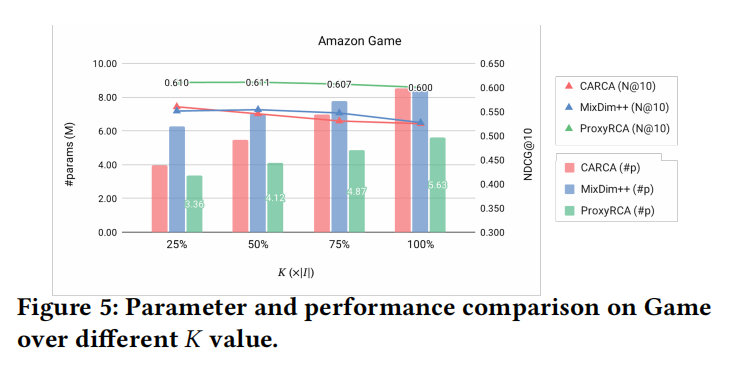 Amazon Game
10.00
8.00
6.00
4.00
2.00
0.00
#params (M)
0.650
0.600
0.550
0.500
0.450
0.400
0.350
0.300
NDCG@10
0.610
0.611
0.607
0.600
3.36
4.12
4.87
5.63
25%
50%
75%
100%
K (×|I|)
CARCA (N@10)
MixDim++ (N@10)
ProxyRCA (N@10)
CARCA (#p)
MixDim++ (#p)
ProxyRCA (#p)
Figure 5: Parameter and performance comparison on Game
over different K value.